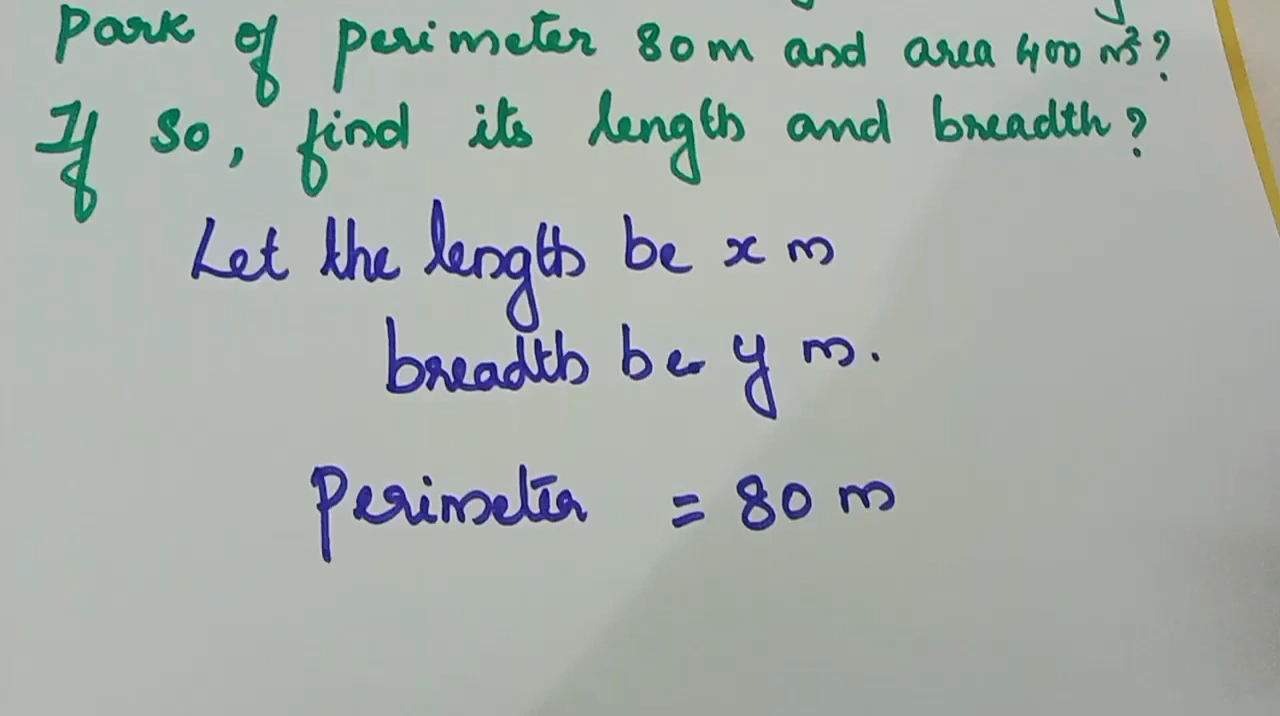 Park of perimeter 80 m and area 400 m²?
If so, find its length and breadth?
Let the length be x m
breadth be y m.
Perimeter = 80 m